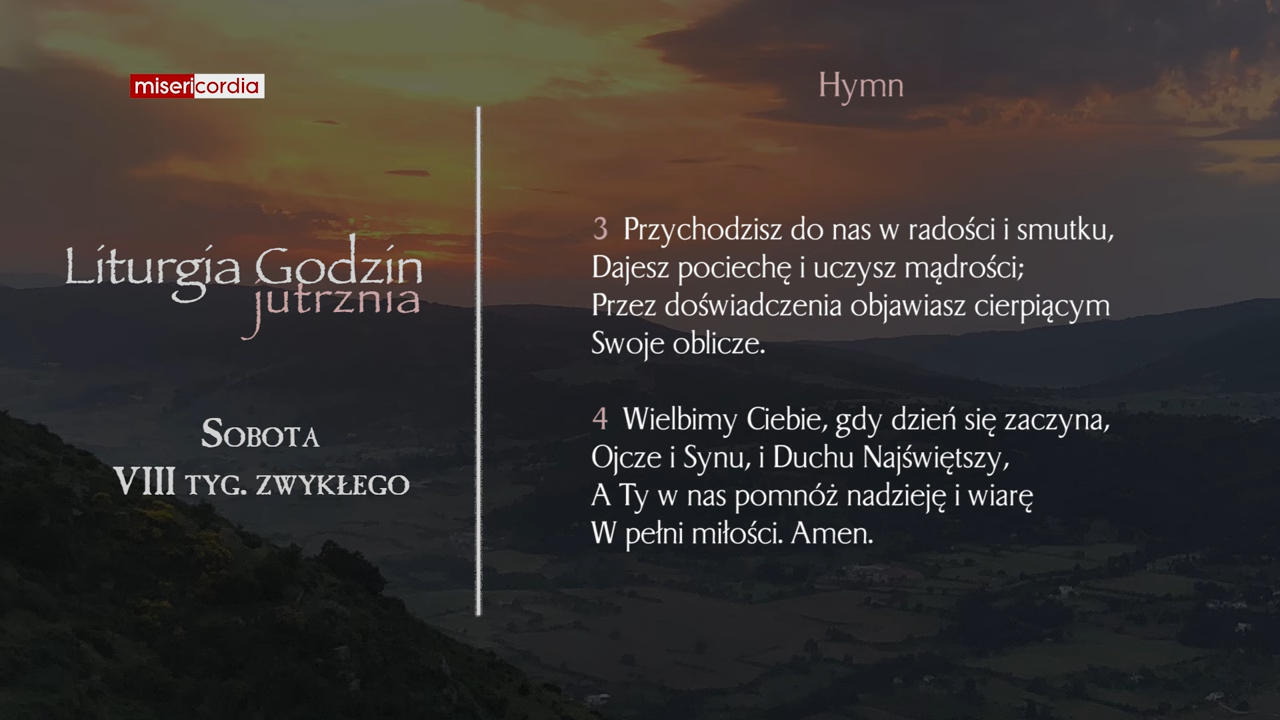 misericordia
Liturgia Godzin
jutrznia
Sobota
VIII tyg. zwykłego
Hymn
3 Przychodzisz do nas w radości i smutku,
Dajesz pociechę i uczysz mądrości;
Przez doświadczenia objawiasz cierpiącym
Swoje oblicze.
4 Wielbimy Ciebie, gdy dzień się zaczyna,
Ojcze i Synu, i Duchu Najświętszy,
A Ty w nas pomnóż nadzieję i wiarę
W pełni miłości. Amen.